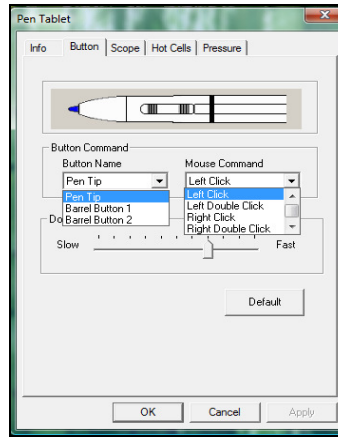 Pen Tablet
Info Button Scope Hot Cells Pressure
Button Command
Button Name Mouse Command
Pen Tip Left Click
Pen Tip Left Click
Barrel Button 1 Left Double Click
Barrel Button 2 Right Click
Right Double Click
Do
Slow Fast
Default
OK Cancel Apply